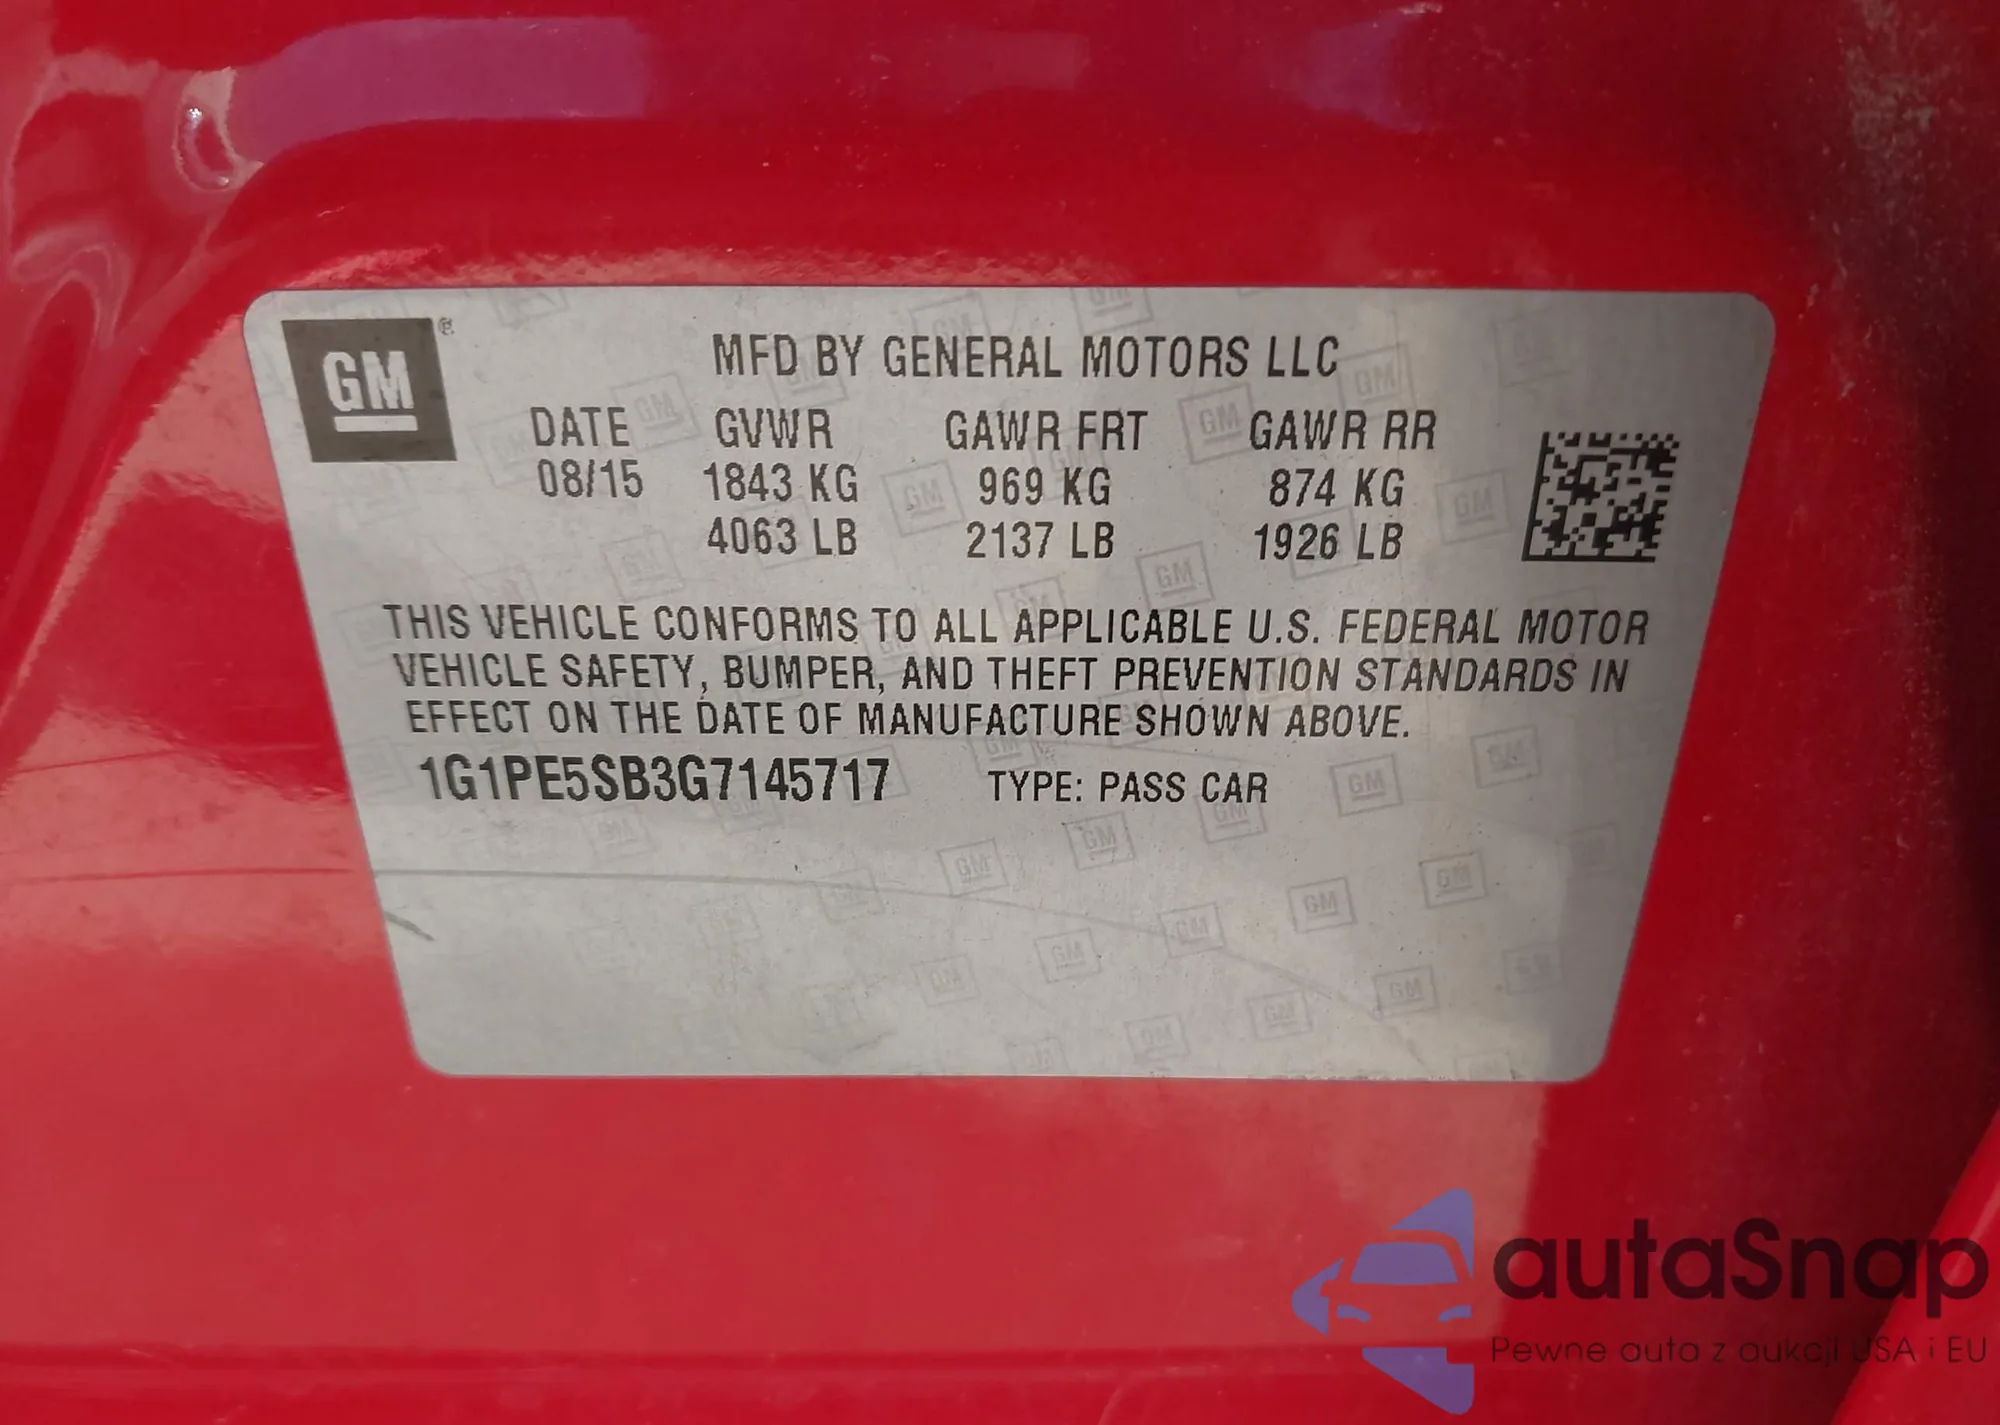 GM
MFD BY GENERAL MOTORS LLC
DATE GVWR GAWR FRT GAWR RR
08/15 1843 KG 969 KG 874 KG
4063 LB 2137 LB 1926 LB
THIS VEHICLE CONFORMS TO ALL APPLICABLE U.S. FEDERAL MOTOR
VEHICLE SAFETY, BUMPER, AND THEFT PREVENTION STANDARDS IN
EFFECT ON THE DATE OF MANUFACTURE SHOWN ABOVE.
1G1PE5SB3G7145717 TYPE: PASS CAR
autaSnap
Pewne auta z aukcji USA i EU